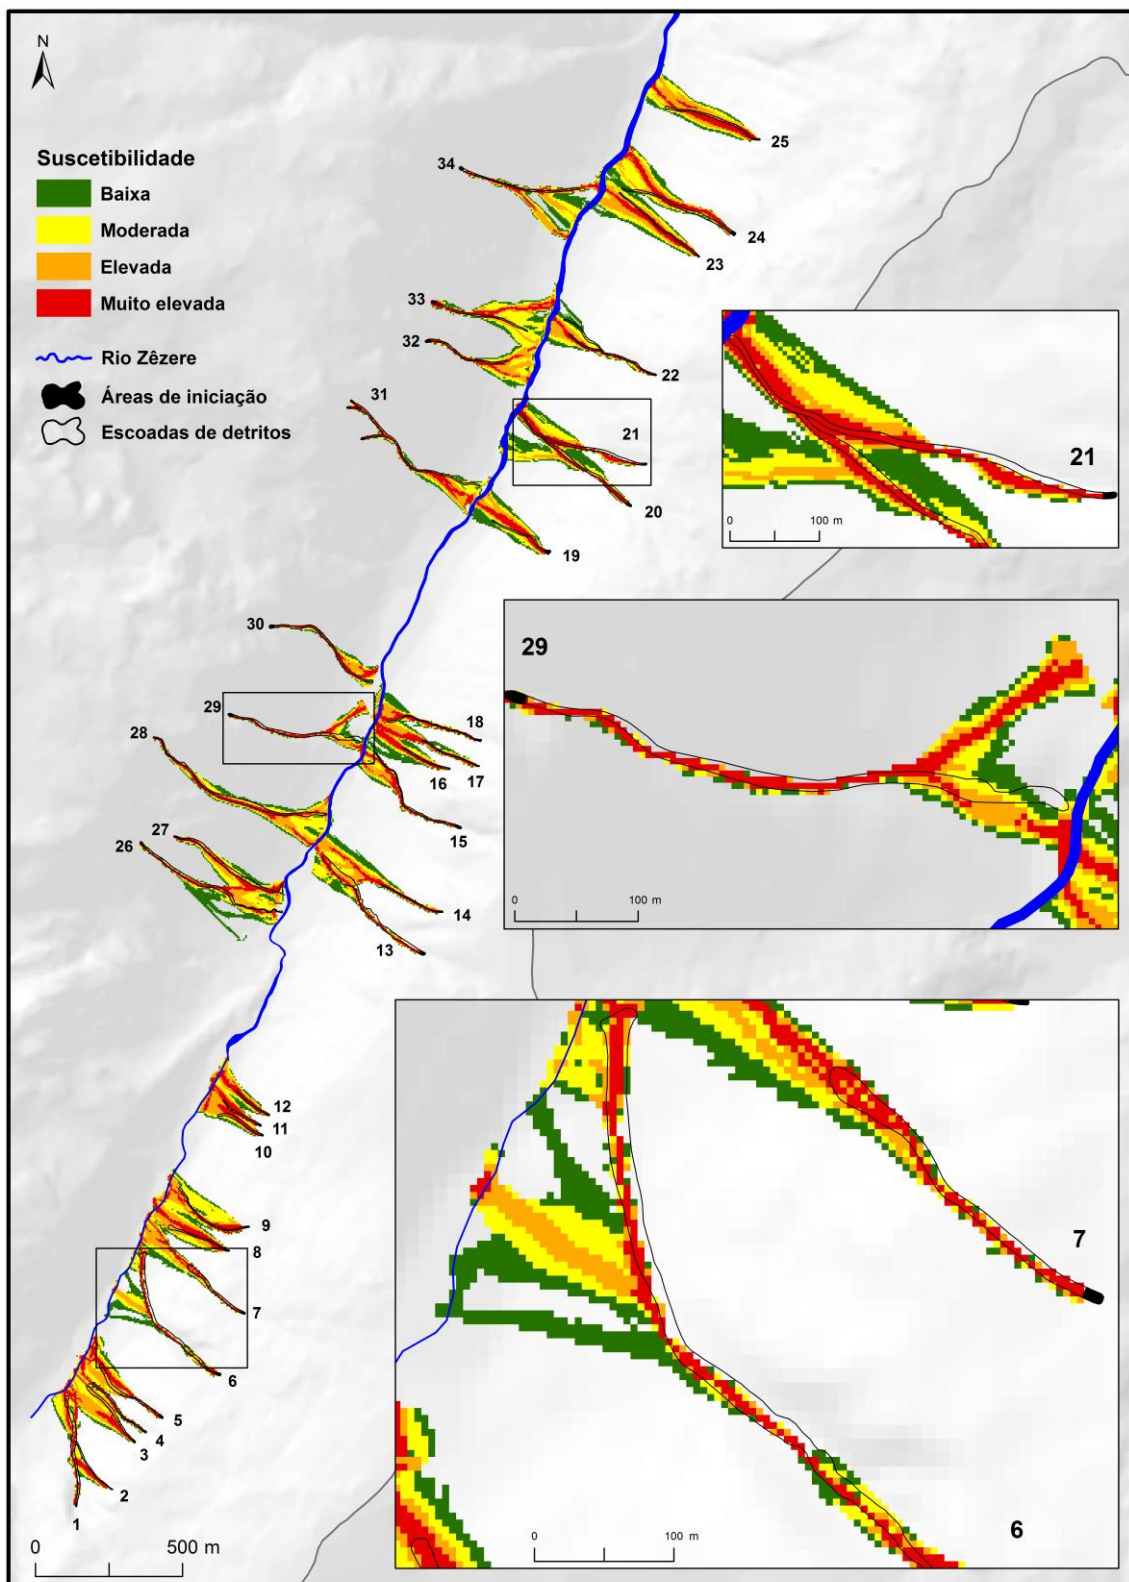 N
Suscetibilidade
Baixa
Moderada
Elevada
Muito elevada
Rio Zêzere
Áreas de iniciação
Escoadas de detritos
25
34
24
23
33
32
22
31
21
20
19
21
0 100 m
30
29
28
18
17
16
15
27
26
14
13
29
0 100 m
12
11
10
9
8
7
6
5
4
3
2
1
7
6
0 100 m
0 500 m